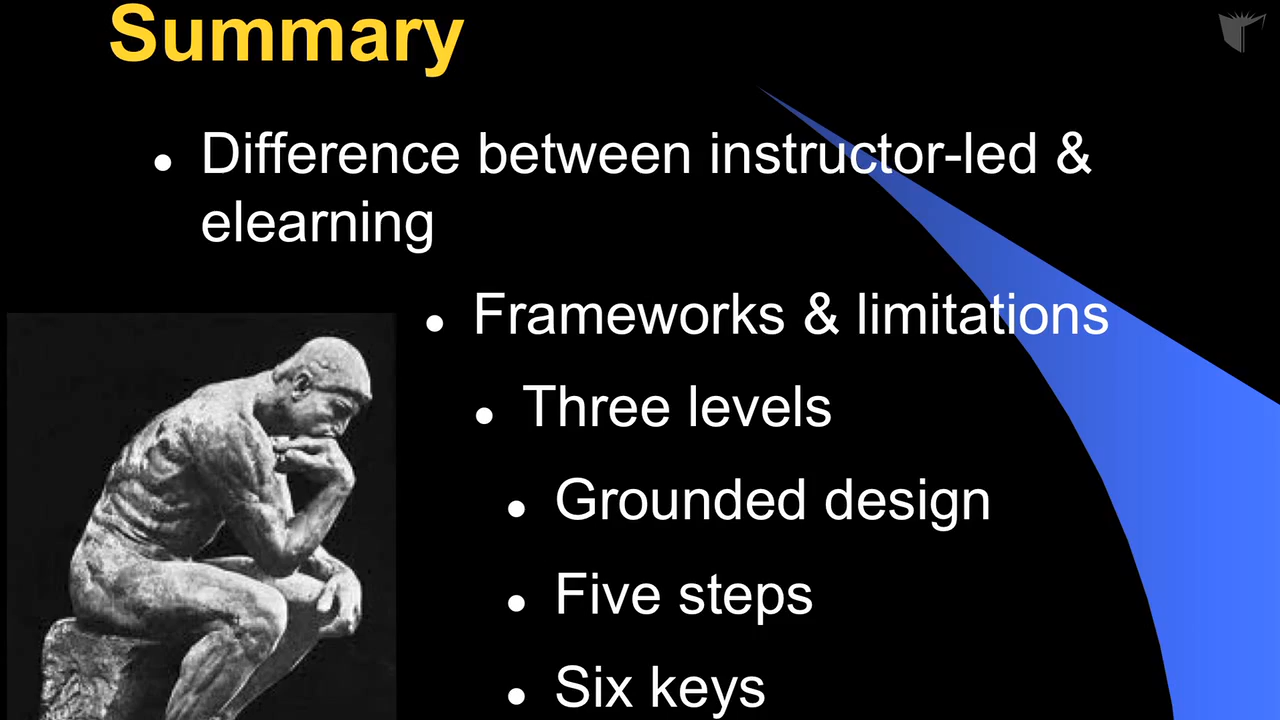 Summary
• Difference between instructor-led &
elearning
• Frameworks & limitations
• Three levels
• Grounded design
• Five steps
• Six keys